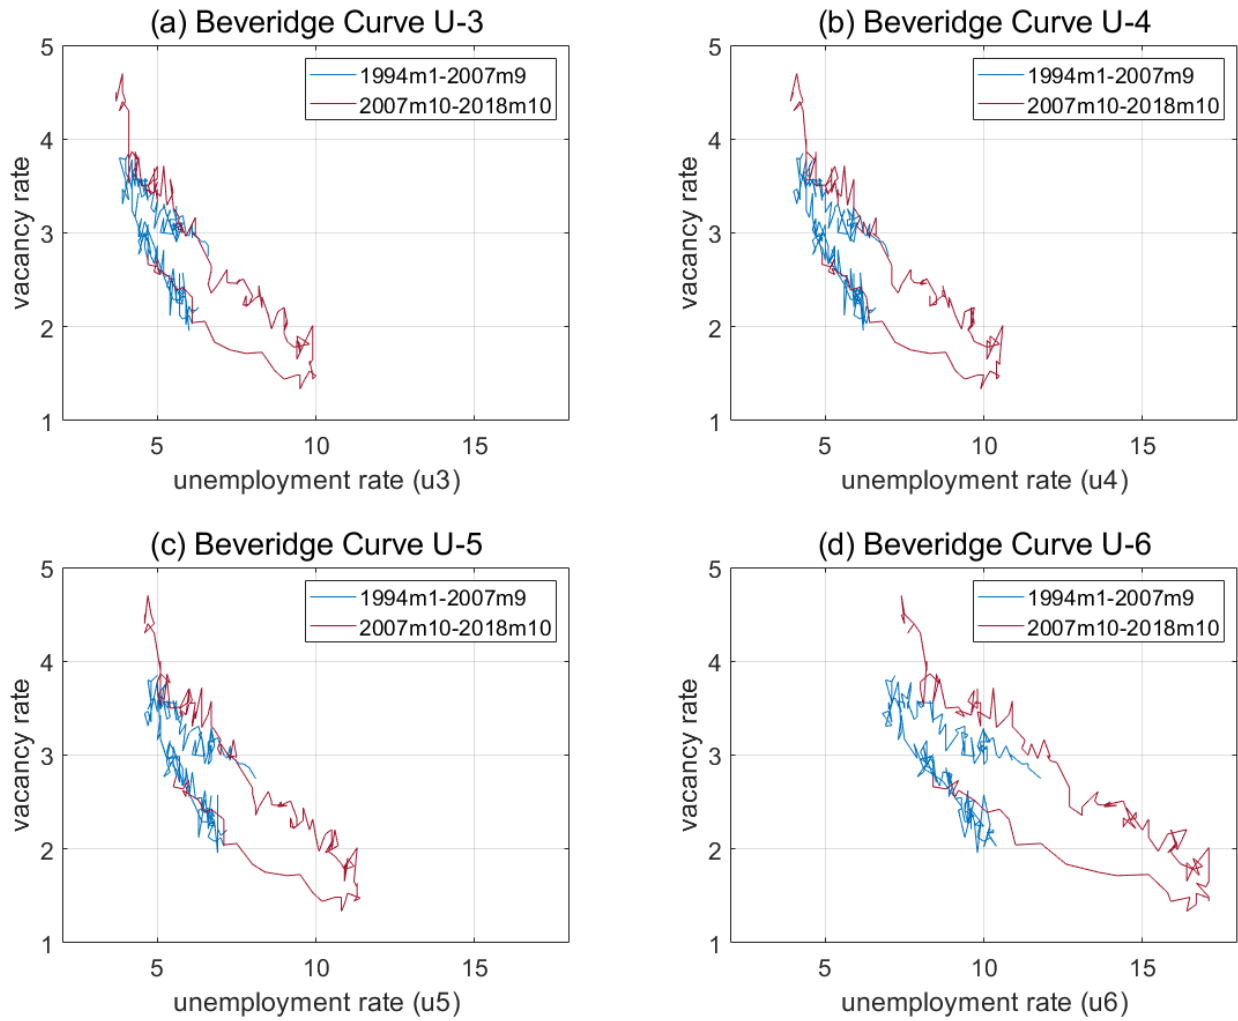 (a) Beveridge Curve U-3
5
4
3
2
1
vacancy rate
1994m1-2007m9
2007m10-2018m10
5
10
15
unemployment rate (u3)
(b) Beveridge Curve U-4
5
4
3
2
1
vacancy rate
1994m1-2007m9
2007m10-2018m10
5
10
15
unemployment rate (u4)
(c) Beveridge Curve U-5
5
4
3
2
1
vacancy rate
1994m1-2007m9
2007m10-2018m10
5
10
15
unemployment rate (u5)
(d) Beveridge Curve U-6
5
4
3
2
1
vacancy rate
1994m1-2007m9
2007m10-2018m10
5
10
15
unemployment rate (u6)